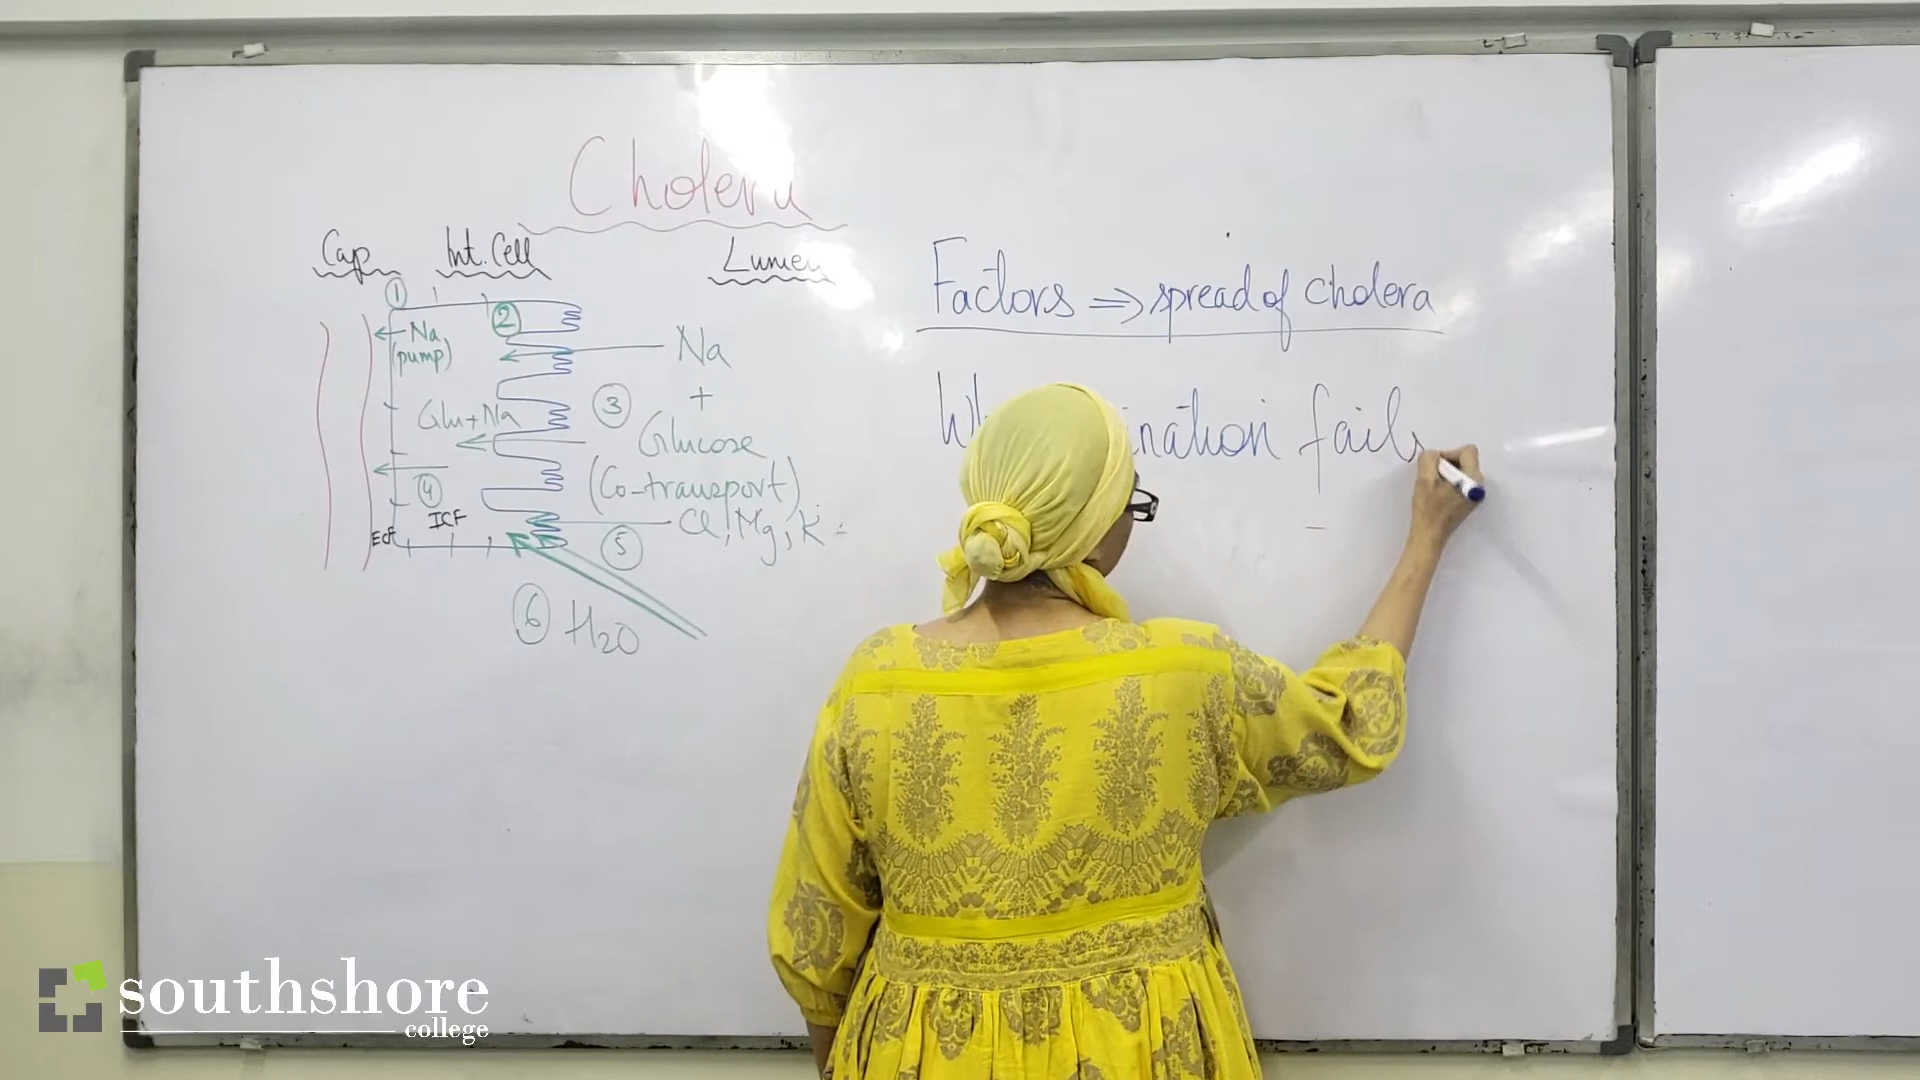 Cholera
Cap
Int. Cell
Lumen
1
2
Na
(pump)
Na
+
3
Glu+Na
Glucose
(Co-transport)
4
ICF
ECF
Cl, Mg, K
5
6 H2O
Factors ⇒ spread of cholera
ination fails
southshore
college